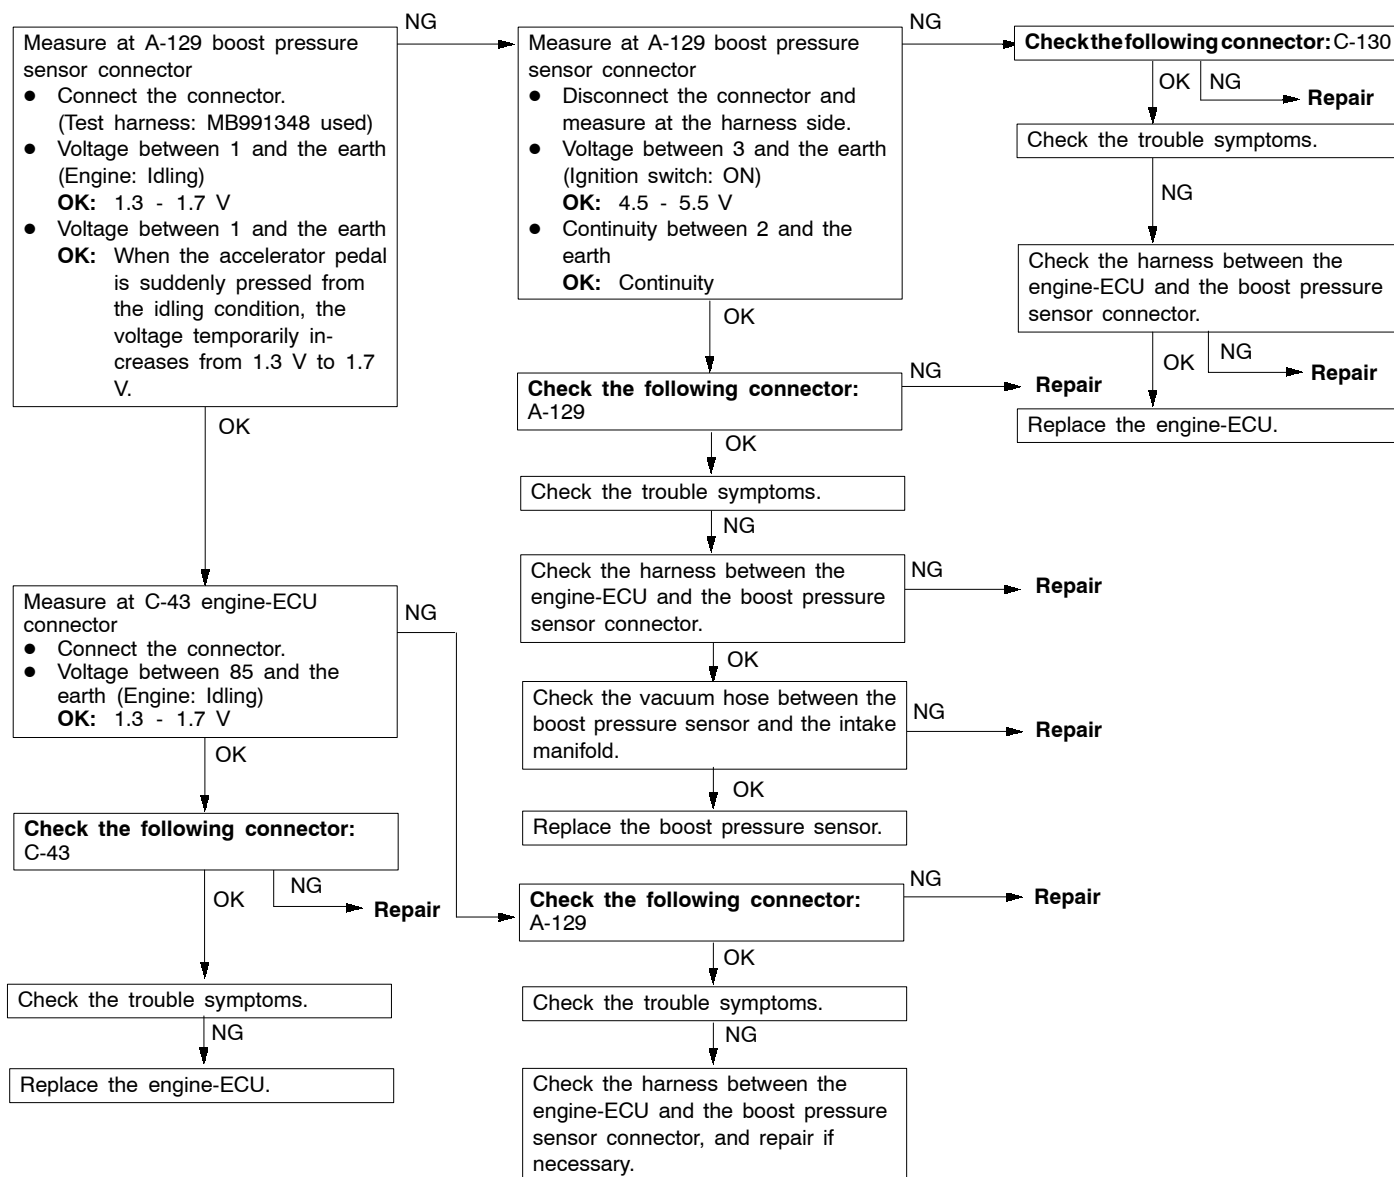 NG
Measure at A-129 boost pressure
sensor connector
● Connect the connector.
(Test harness: MB991348 used)
● Voltage between 1 and the earth
(Engine: Idling)
OK: 1.3 - 1.7 V
● Voltage between 1 and the earth
OK: When the accelerator pedal
is suddenly pressed from
the idling condition, the
voltage temporarily in-
creases from 1.3 V to 1.7
V.
OK
Measure at C-43 engine-ECU
connector
● Connect the connector.
● Voltage between 85 and the
earth (Engine: Idling)
OK: 1.3 - 1.7 V
NG
OK
Check the following connector:
C-43
OK
NG
Repair
Check the trouble symptoms.
NG
Replace the engine-ECU.
NG
Measure at A-129 boost pressure
sensor connector
● Disconnect the connector and
measure at the harness side.
● Voltage between 3 and the earth
(Ignition switch: ON)
OK: 4.5 - 5.5 V
● Continuity between 2 and the
earth
OK: Continuity
OK
Check the following connector:
A-129
NG
Repair
OK
Check the trouble symptoms.
NG
Check the harness between the
engine-ECU and the boost pressure
sensor connector.
NG
Repair
OK
Check the vacuum hose between the
boost pressure sensor and the intake
manifold.
NG
Repair
OK
Replace the boost pressure sensor.
Check the following connector:
A-129
NG
Repair
OK
Check the trouble symptoms.
NG
Check the harness between the
engine-ECU and the boost pressure
sensor connector, and repair if
necessary.
Check the following connector: C-130
OK
NG
Repair
Check the trouble symptoms.
NG
Check the harness between the
engine-ECU and the boost pressure
sensor connector.
OK
NG
Repair
Replace the engine-ECU.